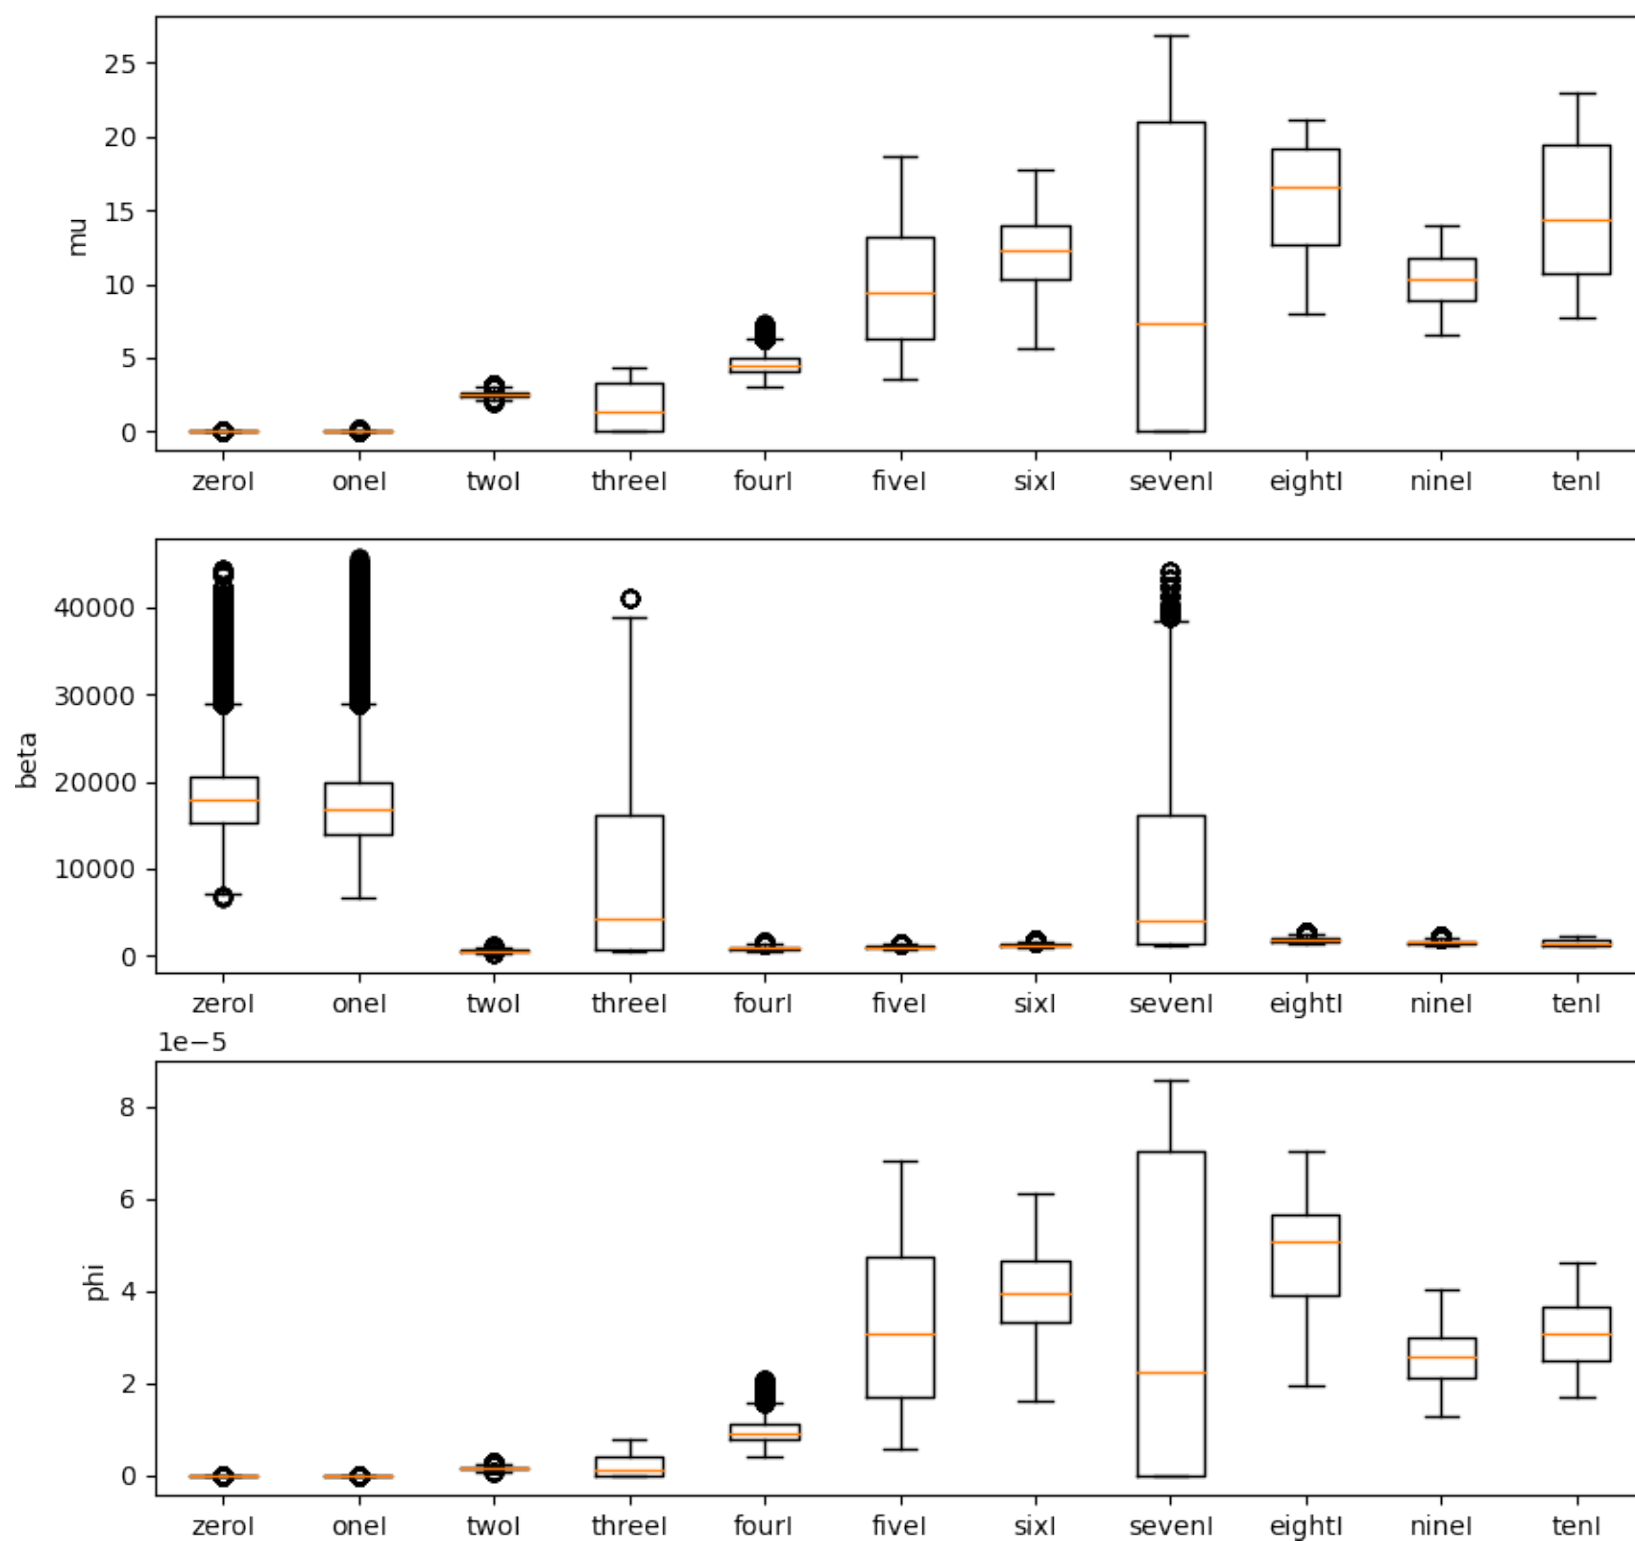 25
20
15
10
5
0
mu
zeroI oneI twoI threeI fourI fiveI sixI sevenI eightI nineI tenI
40000
30000
20000
10000
0
beta
zeroI oneI twoI threeI fourI fiveI sixI sevenI eightI nineI tenI
1e−5
8
6
4
2
0
phi
zeroI oneI twoI threeI fourI fiveI sixI sevenI eightI nineI tenI